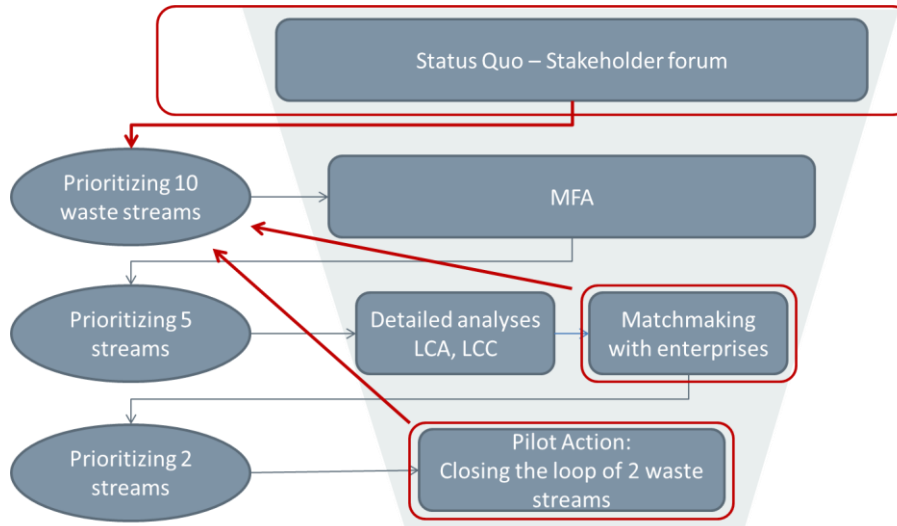 Status Quo – Stakeholder forum
Prioritizing 10
waste streams
MFA
Prioritizing 5
streams
Detailed analyses
LCA, LCC
Matchmaking
with enterprises
Prioritizing 2
streams
Pilot Action:
Closing the loop of 2 waste
streams